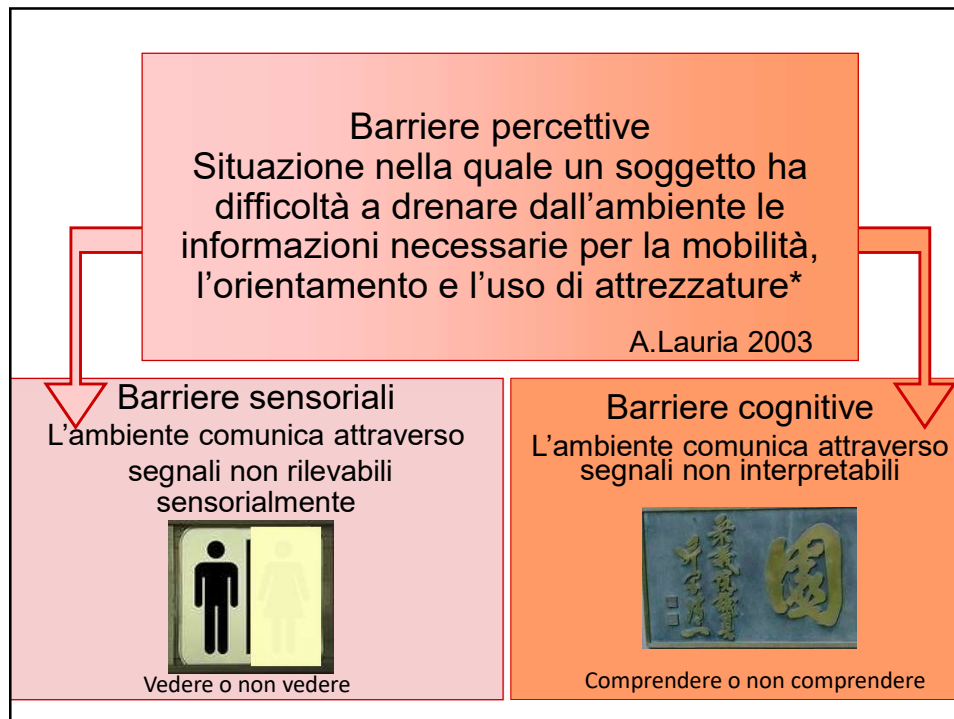 Barriere percettive
Situazione nella quale un soggetto ha
difficoltà a drenare dall’ambiente le
informazioni necessarie per la mobilità,
l’orientamento e l’uso di attrezzature*
A.Lauria 2003
Barriere sensoriali
L’ambiente comunica attraverso
segnali non rilevabili
sensorialmente
Vedere o non vedere
Barriere cognitive
L’ambiente comunica attraverso
segnali non interpretabili
園
Comprendere o non comprendere